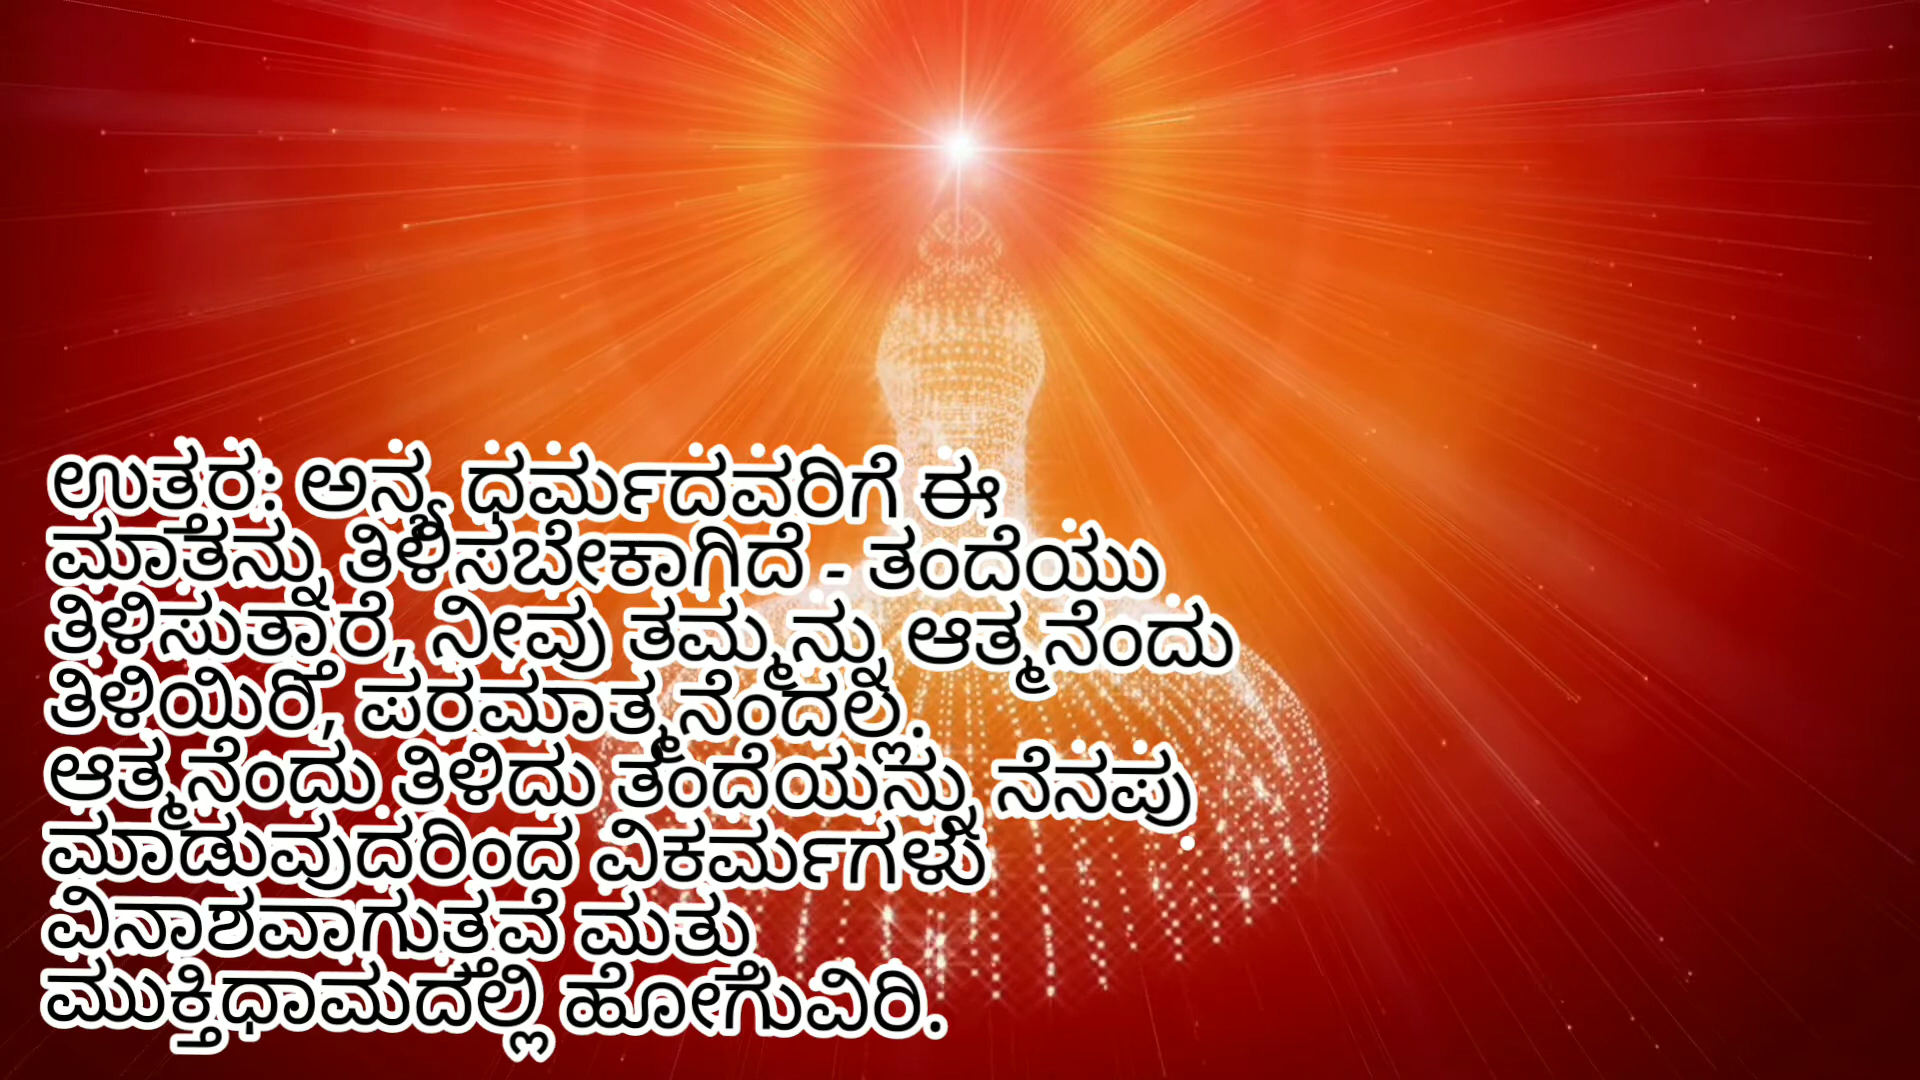 ಉತ್ತರ: ಅನ್ಯ ಧರ್ಮದವರಿಗೆ ಈ
ಮಾತನ್ನು ತಿಳಿಸಬೇಕಾಗಿದೆ - ತಂದೆಯು
ತಿಳಿಸುತ್ತಾರೆ, ನೀವು ತಮ್ಮನ್ನು ಆತ್ಮನೆಂದು
ತಿಳಿಯಿರಿ, ಪರಮಾತ್ಮನೆಂದಲ್ಲ.
ಆತ್ಮನೆಂದು ತಿಳಿದು ತಂದೆಯನ್ನು ನೆನಪು
ಮಾಡುವುದರಿಂದ ವಿಕರ್ಮಗಳು
ವಿನಾಶವಾಗುತ್ತವೆ ಮತ್ತು
ಮುಕ್ತಿಧಾಮದಲ್ಲಿ ಹೋಗುವಿರಿ.